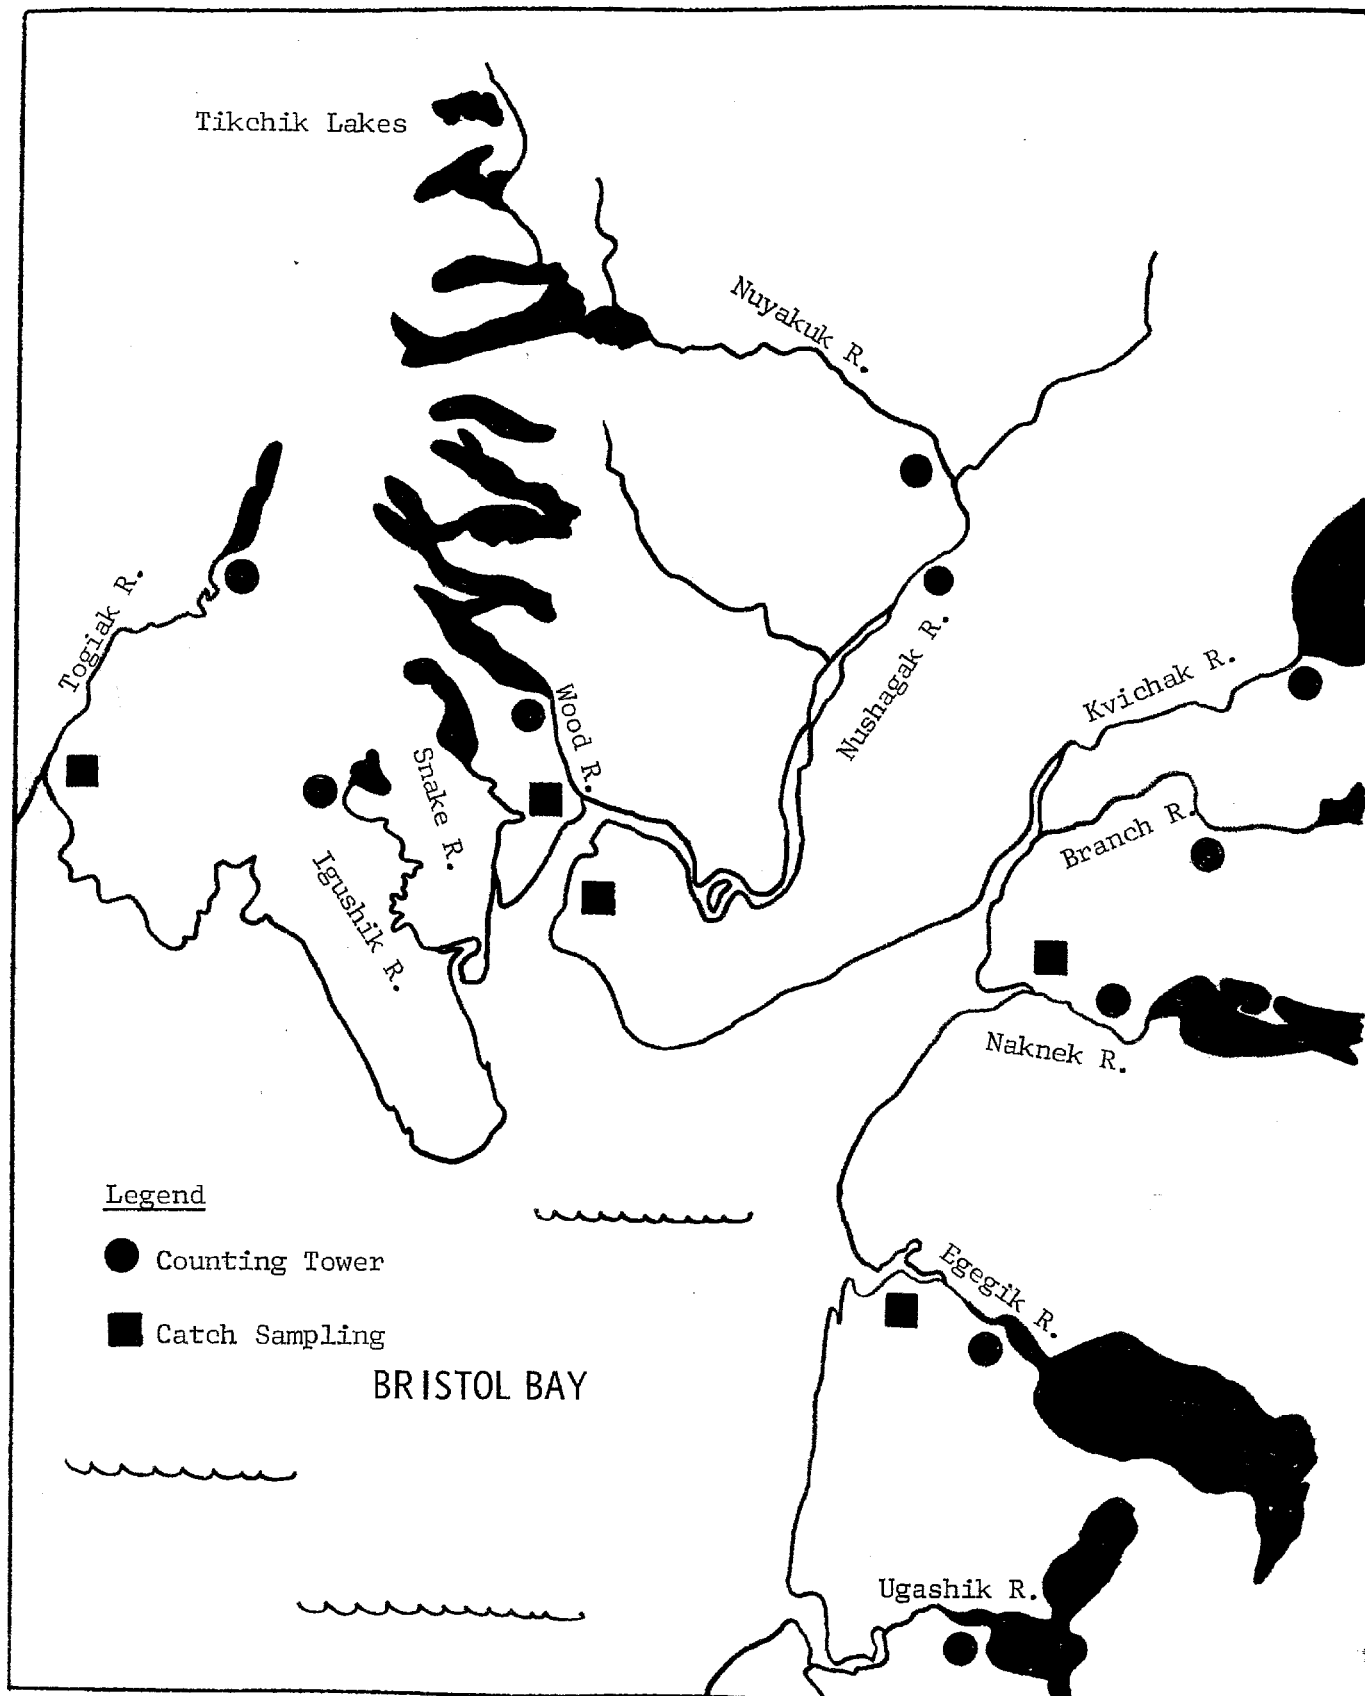 Tikchik Lakes
Nuyakuk R.
Togiak R.
Wood R.
Nushagak R.
Kvichak R.
Snake R.
Branch R.
Igushik R.
Naknek R.
Legend
Counting Tower
Egegik R.
Catch Sampling
BRISTOL BAY
Ugashik R.